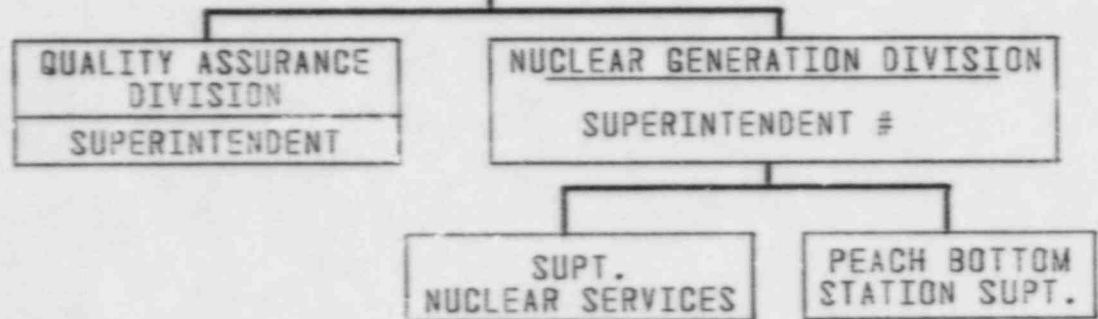 QUALITY ASSURANCE
DIVISION
SUPERINTENDENT
NUCLEAR GENERATION DIVISION
SUPERINTENDENT #
SUPT.
NUCLEAR SERVICES
PEACH BOTTOM
STATION SUPT.